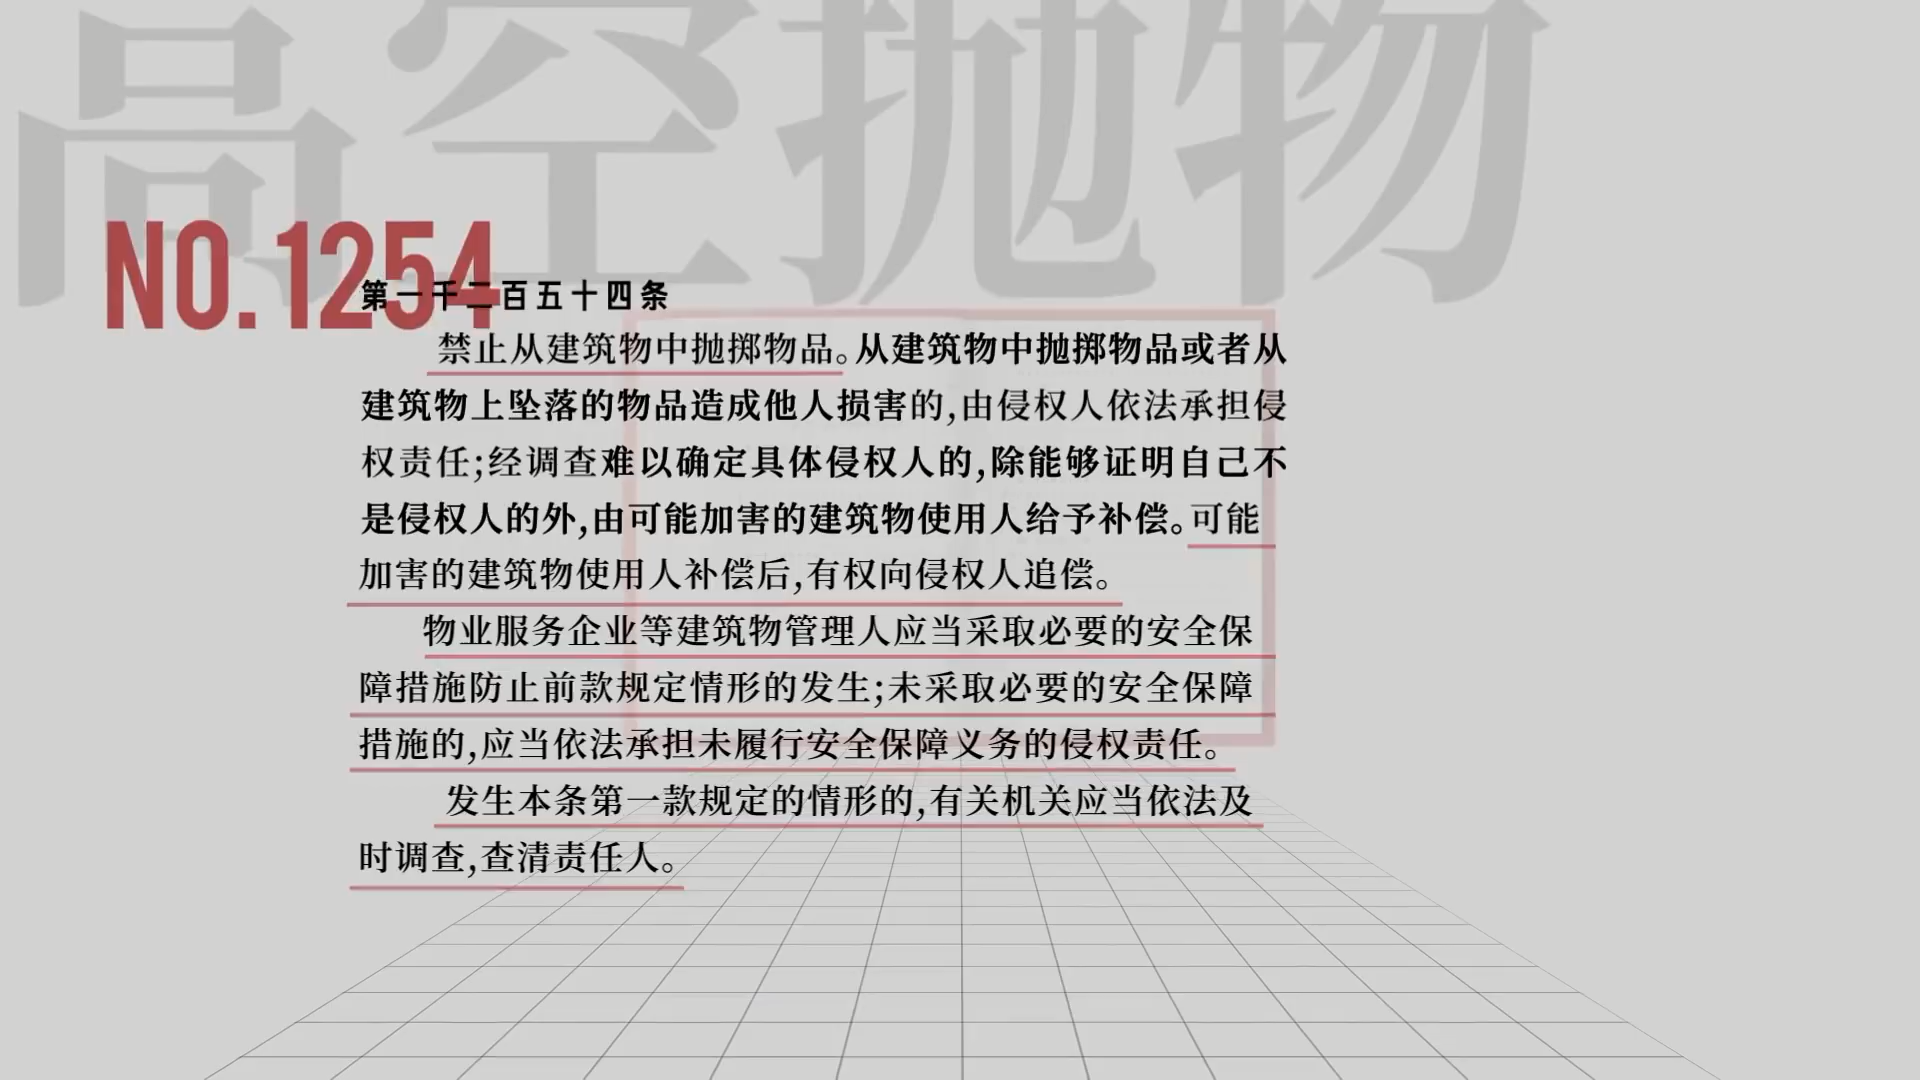 高空抛物
NO.1254
第一千二百五十四条
禁止从建筑物中抛掷物品。从建筑物中抛掷物品或者从
建筑物上坠落的物品造成他人损害的,由侵权人依法承担侵
权责任;经调查难以确定具体侵权人的,除能够证明自己不
是侵权人的外,由可能加害的建筑物使用人给予补偿。可能
加害的建筑物使用人补偿后,有权向侵权人追偿。
物业服务企业等建筑物管理人应当采取必要的安全保
障措施防止前款规定情形的发生;未采取必要的安全保障
措施的,应当依法承担未履行安全保障义务的侵权责任。
发生本条第一款规定的情形的,有关机关应当依法及
时调查,查清责任人。